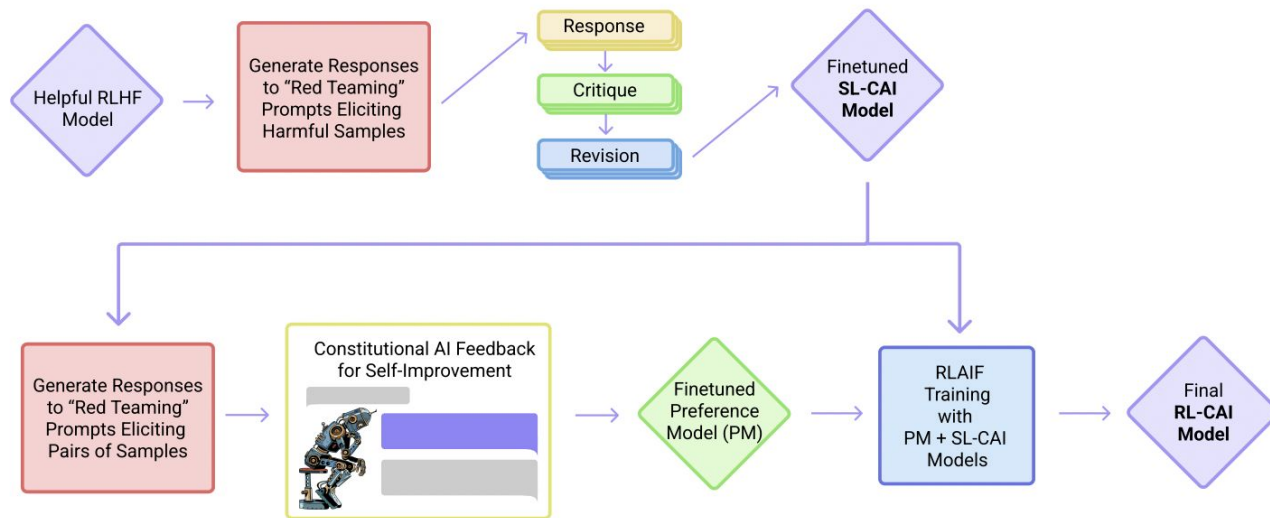 Helpful RLHF
Model
Generate Responses
to “Red Teaming”
Prompts Eliciting
Harmful Samples
Response
Critique
Revision
Finetuned
SL-CAI
Model
Generate Responses
to “Red Teaming”
Prompts Eliciting
Pairs of Samples
Constitutional AI Feedback
for Self-Improvement
Finetuned
Preference
Model (PM)
RLAIF
Training
with
PM + SL-CAI
Models
Final
RL-CAI
Model